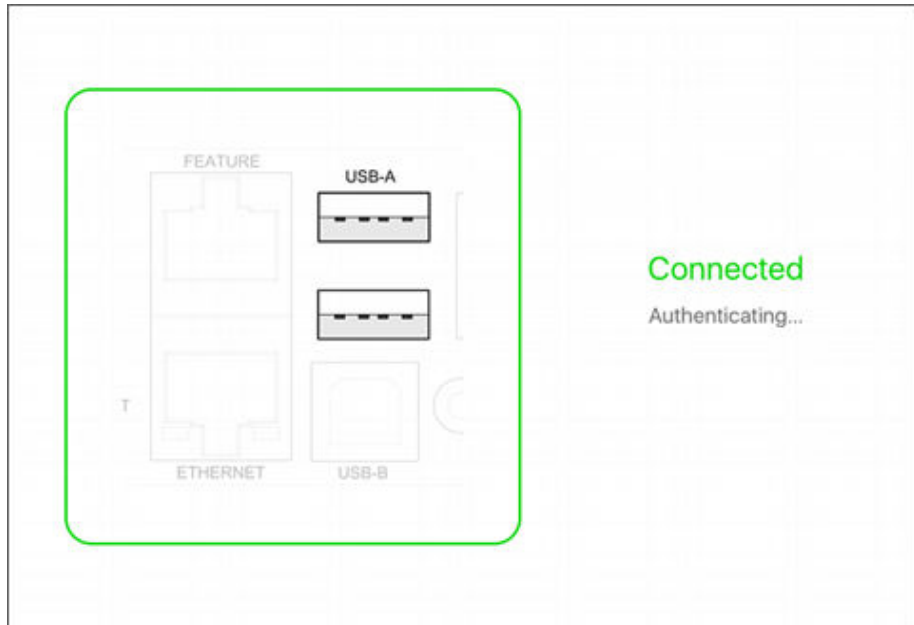 FEATURE
USB-A
Connected
Authenticating...
T
ETHERNET
USB-B